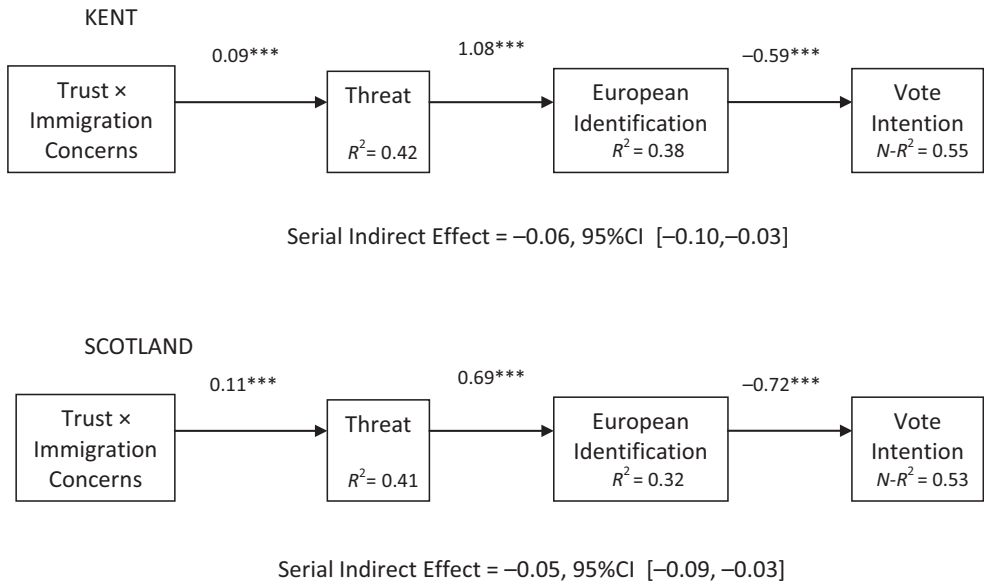 KENT
0.09***
1.08***
–0.59***
Trust ×
Immigration
Concerns
Threat
R² = 0.42
European
Identification
R² = 0.38
Vote
Intention
N-R² = 0.55
Serial Indirect Effect = –0.06, 95%CI [–0.10,–0.03]
SCOTLAND
0.11***
0.69***
–0.72***
Trust ×
Immigration
Concerns
Threat
R² = 0.41
European
Identification
R² = 0.32
Vote
Intention
N-R² = 0.53
Serial Indirect Effect = –0.05, 95%CI [–0.09, –0.03]